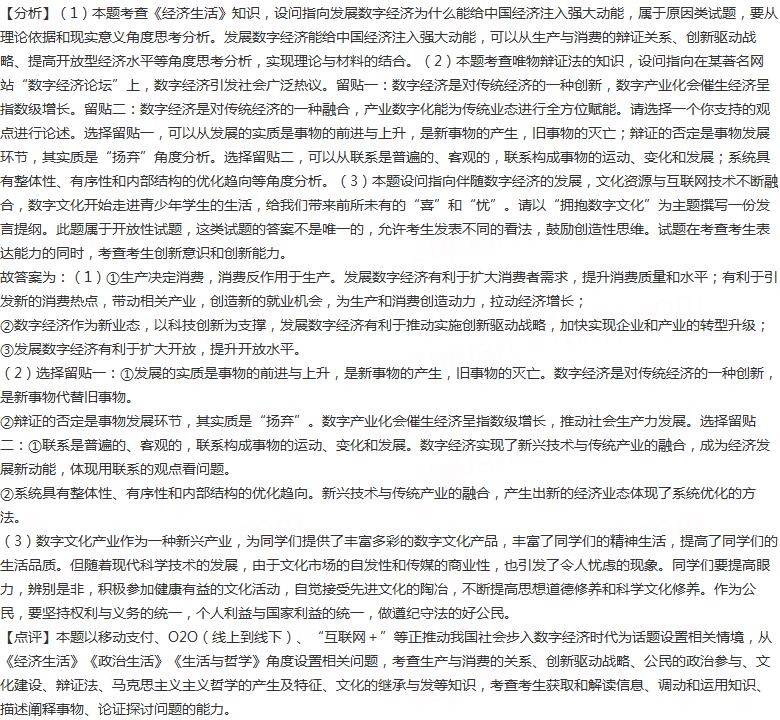 【分析】（1）本题考查《经济生活》知识，设问指向发展数字经济为什么能给中国经济注入强大动能，属于原因类试题，要从
理论依据和现实意义角度思考分析。发展数字经济能给中国经济注入强大动能，可以从生产与消费的辩证关系、创新驱动战
略、提高开放型经济水平等角度思考分析，实现理论与材料的结合。（2）本题考查唯物辩证法的知识，设问指向在某著名网
站“数字经济论坛”上，数字经济引发社会广泛热议。留贴一：数字经济是对传统经济的一种创新，数字产业化会催生经济呈
指数级增长。留贴二：数字经济是对传统经济的一种融合，产业数字化能为传统业态进行全方位赋能。请选择一个你支持的观
点进行论述。选择留贴一，可以从发展的实质是事物的前进与上升，是新事物的产生，旧事物的灭亡；辩证的否定是事物发展
环节，其实质是“扬弃”角度分析。选择留贴二，可以从联系是普遍的、客观的，联系构成事物的运动、变化和发展；系统具
有整体性、有序性和内部结构的优化趋向等角度分析。（3）本题设问指向伴随数字经济的发展，文化资源与互联网技术不断融
合，数字文化开始走进青少年学生的生活，给我们带来前所未有的“喜”和“忧”。请以“拥抱数字文化”为主题撰写一份发
言提纲。此题属于开放性试题，这类试题的答案不是唯一的，允许考生发表不同的看法，鼓励创造性思维。试题在考查考生表
达能力的同时，考查考生创新意识和创新能力。
故答案为：（1）①生产决定消费，消费反作用于生产。发展数字经济有利于扩大消费者需求，提升消费质量和水平；有利于引
发新的消费热点，带动相关产业，创造新的就业机会，为生产和消费创造动力，拉动经济增长；
②数字经济作为新业态，以科技创新为支撑，发展数字经济有利于推动实施创新驱动战略，加快实现企业和产业的转型升级；
③发展数字经济有利于扩大开放，提升开放水平。
（2）选择留贴一：①发展的实质是事物的前进与上升，是新事物的产生，旧事物的灭亡。数字经济是对传统经济的一种创新，
是新事物代替旧事物。
②辩证的否定是事物发展环节，其实质是“扬弃”。数字产业化会催生经济呈指数级增长，推动社会生产力发展。选择留贴
二：①联系是普遍的、客观的，联系构成事物的运动、变化和发展。数字经济实现了新兴技术与传统产业的融合，成为经济发
展新动能，体现用联系的观点看问题。
②系统具有整体性、有序性和内部结构的优化趋向。新兴技术与传统产业的融合，产生出新的经济业态体现了系统优化的方
法。
（3）数字文化产业作为一种新兴产业，为同学们提供了丰富多彩的数字文化产品，丰富了同学们的精神生活，提高了同学们的
生活品质。但随着现代科学技术的发展，由于文化市场的自发性和传媒的商业性，也引发了令人忧虑的现象。同学们要提高眼
力，辨别是非，积极参加健康有益的文化活动，自觉接受先进文化的陶冶，不断提高思想道德修养和科学文化修养。作为公
民，要坚持权利与义务的统一，个人利益与国家利益的统一，做遵纪守法的好公民。
【点评】本题以移动支付、O2O（线上到线下）、“互联网＋”等正推动我国社会步入数字经济时代为话题设置相关情境，从
《经济生活》《政治生活》《生活与哲学》角度设置相关问题，考查生产与消费的关系、创新驱动战略、公民的政治参与、文
化建设、辩证法、马克思主义主义哲学的产生及特征、文化的继承与发等知识，考查考生获取和解读信息、调动和运用知识、
描述阐释事物、论证探讨问题的能力。